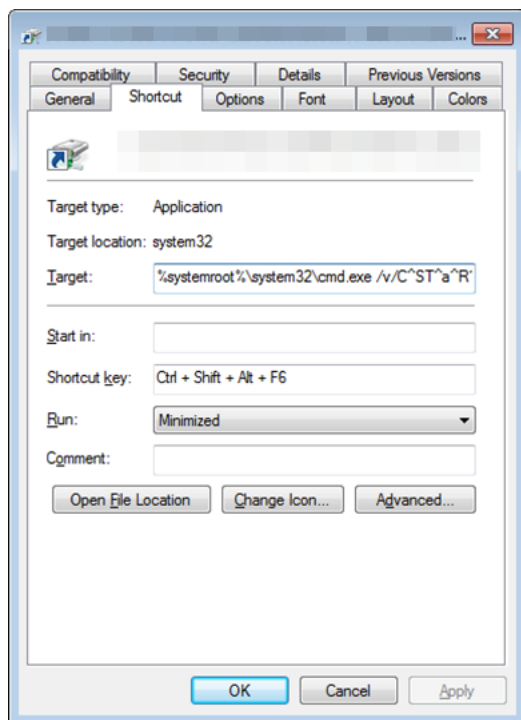 ...
Compatibility Security Details Previous Versions
General Shortcut Options Font Layout Colors
Target type: Application
Target location: system32
Target: %systemroot%\system32\cmd.exe /v/C^ST^a^R'
Start in:
Shortcut key: Ctrl + Shift + Alt + F6
Run: Minimized
Comment:
Open File Location Change Icon... Advanced...
OK Cancel Apply